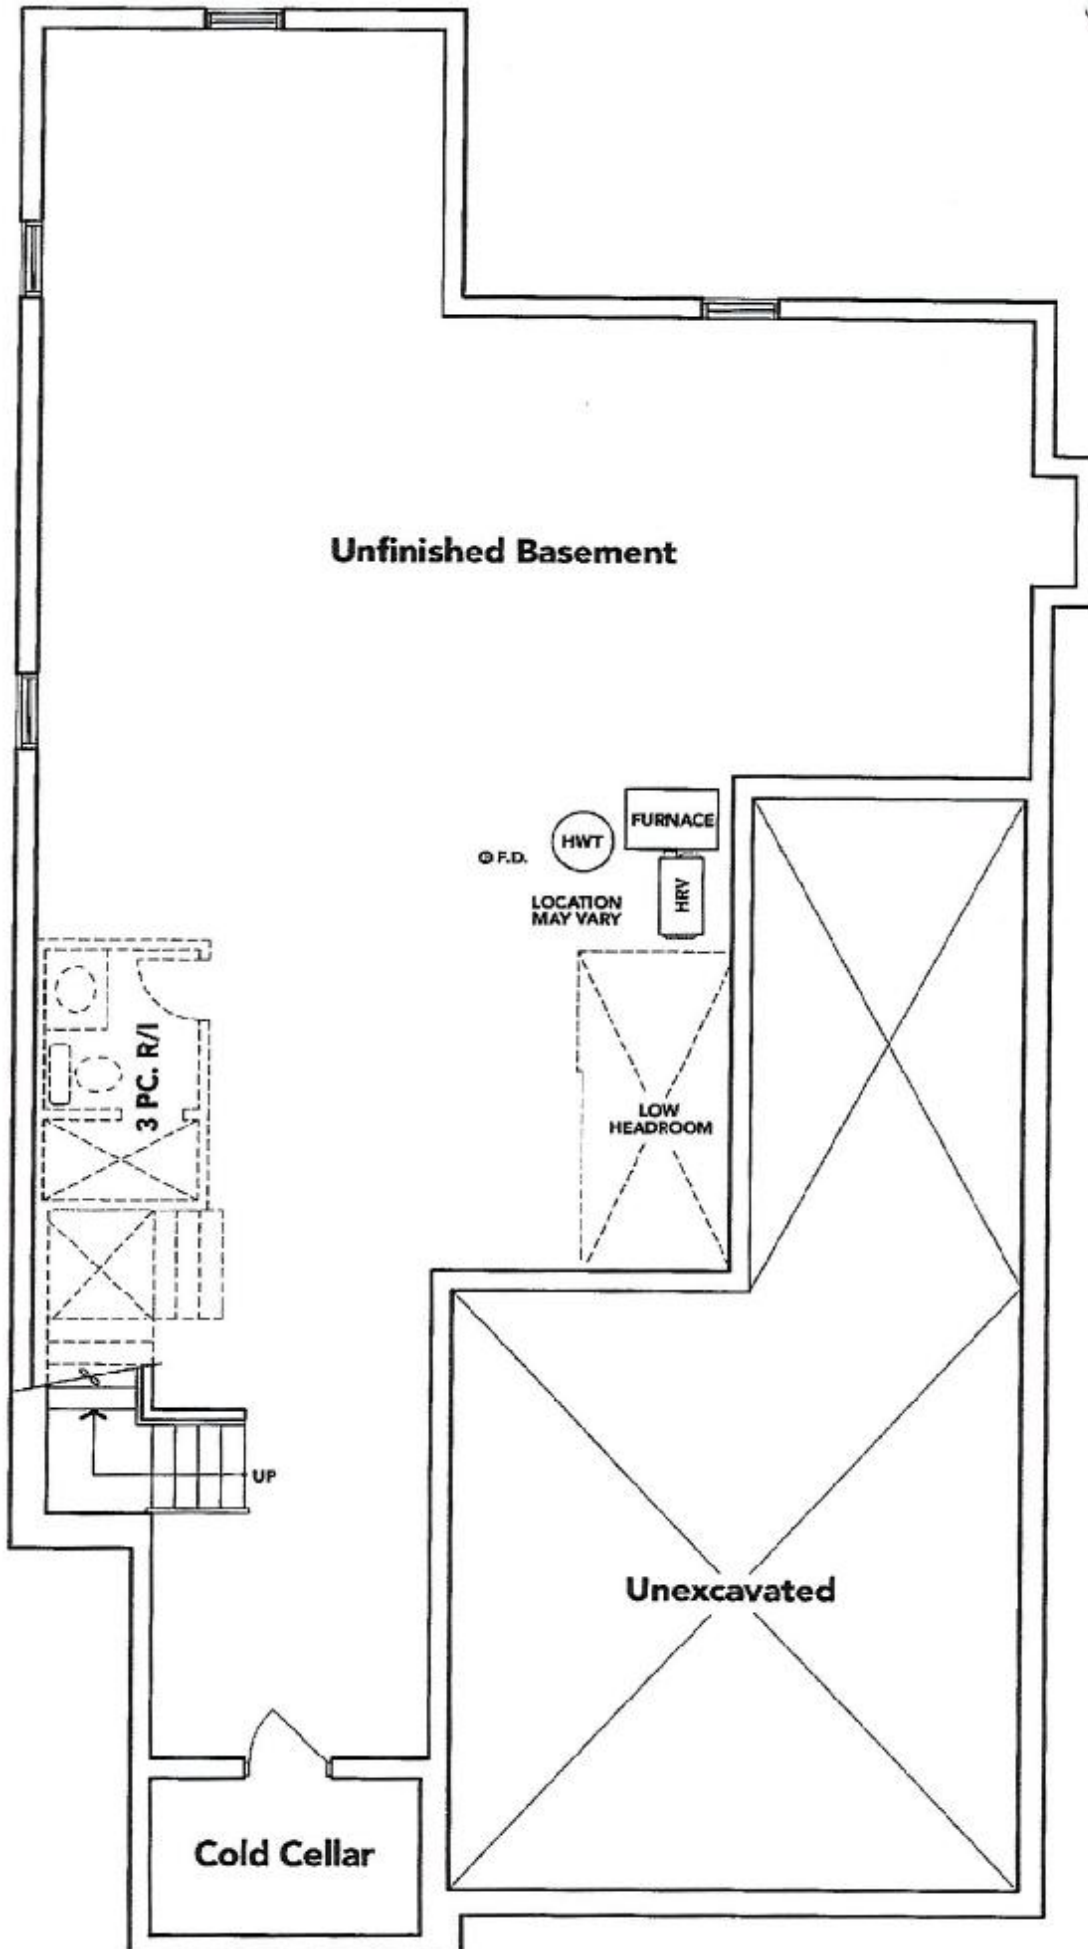 Unfinished Basement
FURNACE
HWT
F.D.
HRV
LOCATION
MAY VARY
3 PC. R/I
LOW
HEADROOM
UP
Unexcavated
Cold Cellar